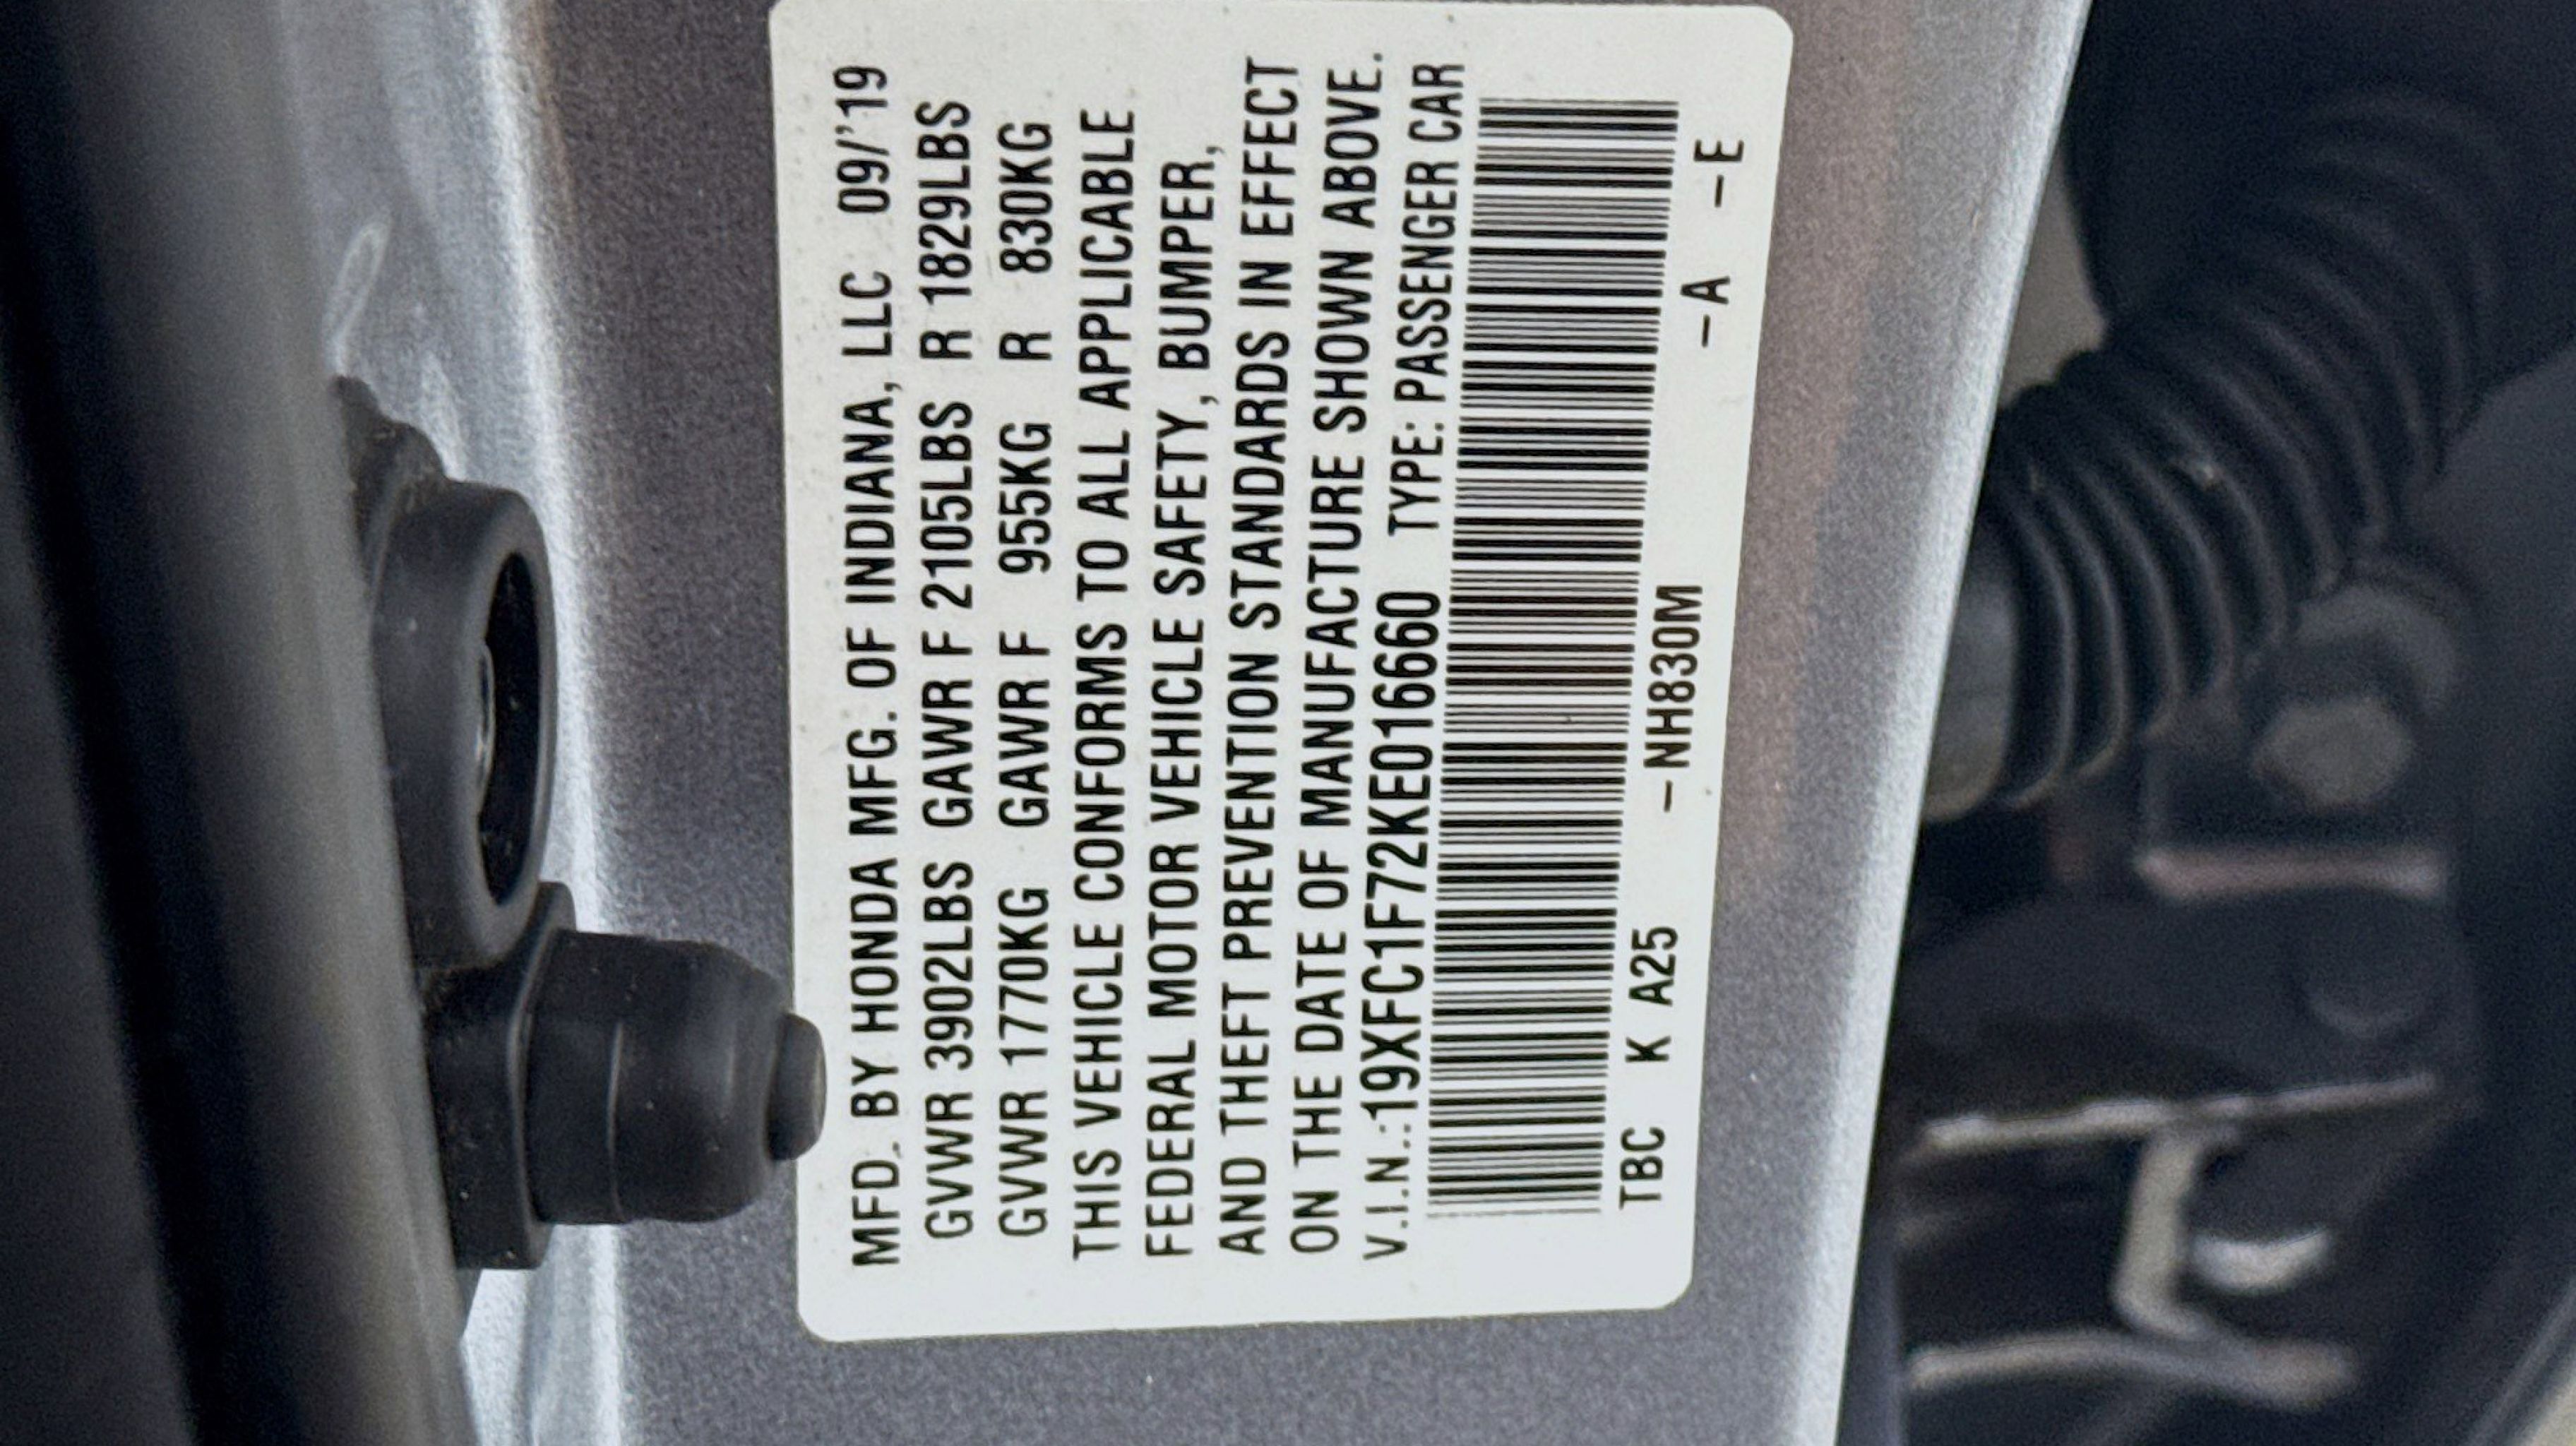 MFD. BY HONDA MFG. OF INDIANA, LLC 09/'19
GVWR 3902LBS GAWR F 2105LBS R 1829LBS
GVWR 1770KG GAWR F 955KG R 830KG
THIS VEHICLE CONFORMS TO ALL APPLICABLE
FEDERAL MOTOR VEHICLE SAFETY, BUMPER,
AND THEFT PREVENTION STANDARDS IN EFFECT
ON THE DATE OF MANUFACTURE SHOWN ABOVE.
V.I.N.:19XFC1F72KE016660 TYPE: PASSENGER CAR
TBC K A25 –NH830M –A –E